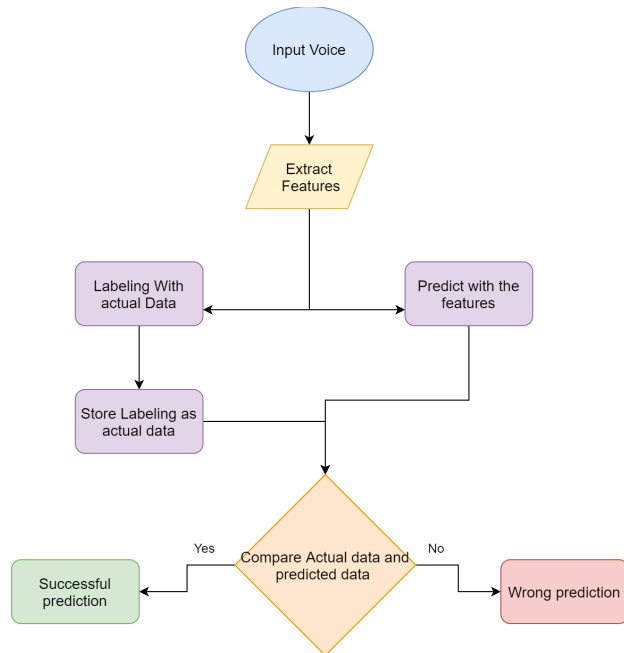 Input Voice
Extract
Features
Labeling With
actual Data
Predict with the
features
Store Labeling as
actual data
Compare Actual data and
predicted data
Yes
No
Successful
prediction
Wrong prediction